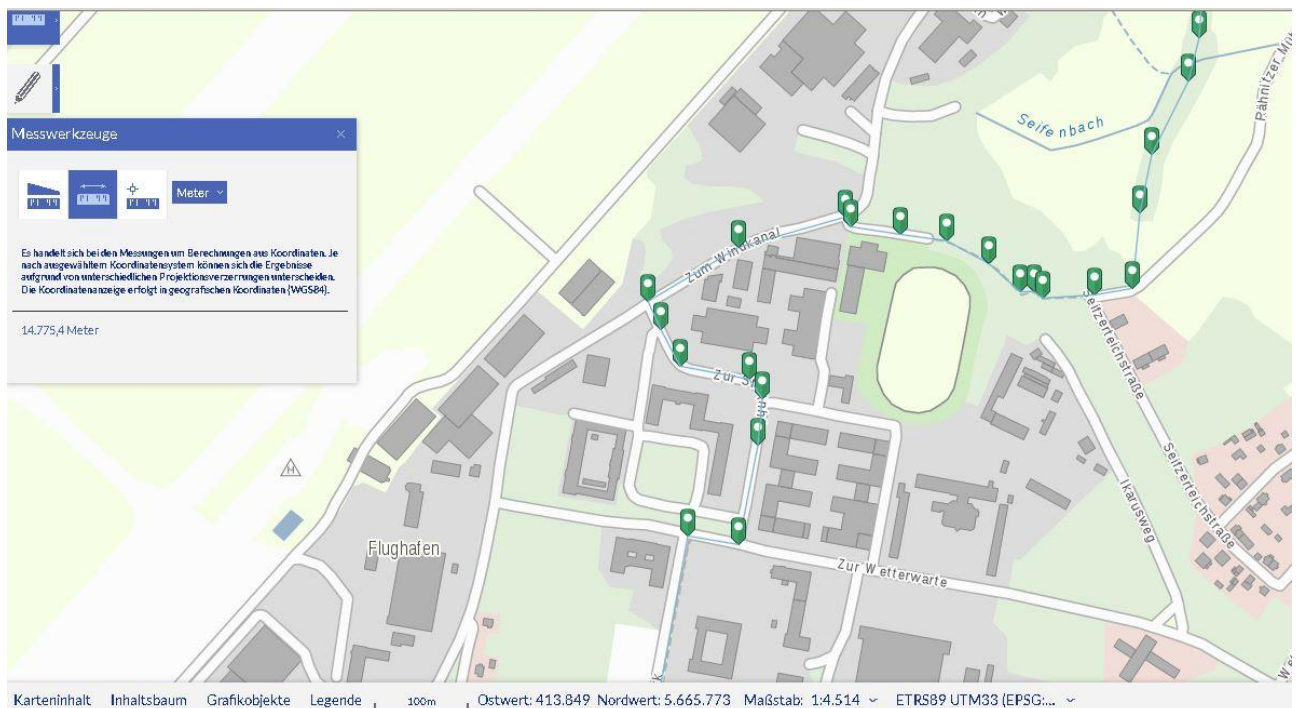 Messwerkzeuge
Meter
Es handelt sich bei den Messungen um Berechnungen aus Koordinaten. Je
nach ausgewähltem Koordinatensystem können sich die Ergebnisse
aufgrund von unterschiedlichen Projektionsverzerrungen unterscheiden.
Die Koordinatenanzeige erfolgt in geografischen Koordinaten (WGS84).
14.775,4 Meter
Seifenbach
Zum Windkanal
Zur
Seifzerteichstraße
Seifzerteichstraße
Ikarusweg
Flughafen
Zur Wetterwarte
Karteninhalt Inhaltsbaum Grafikobjekte Legende 100m Ostwert: 413.849 Nordwert: 5.665.773 Maßstab: 1:4.514 ETRS89 UTM33 (EPSG:...